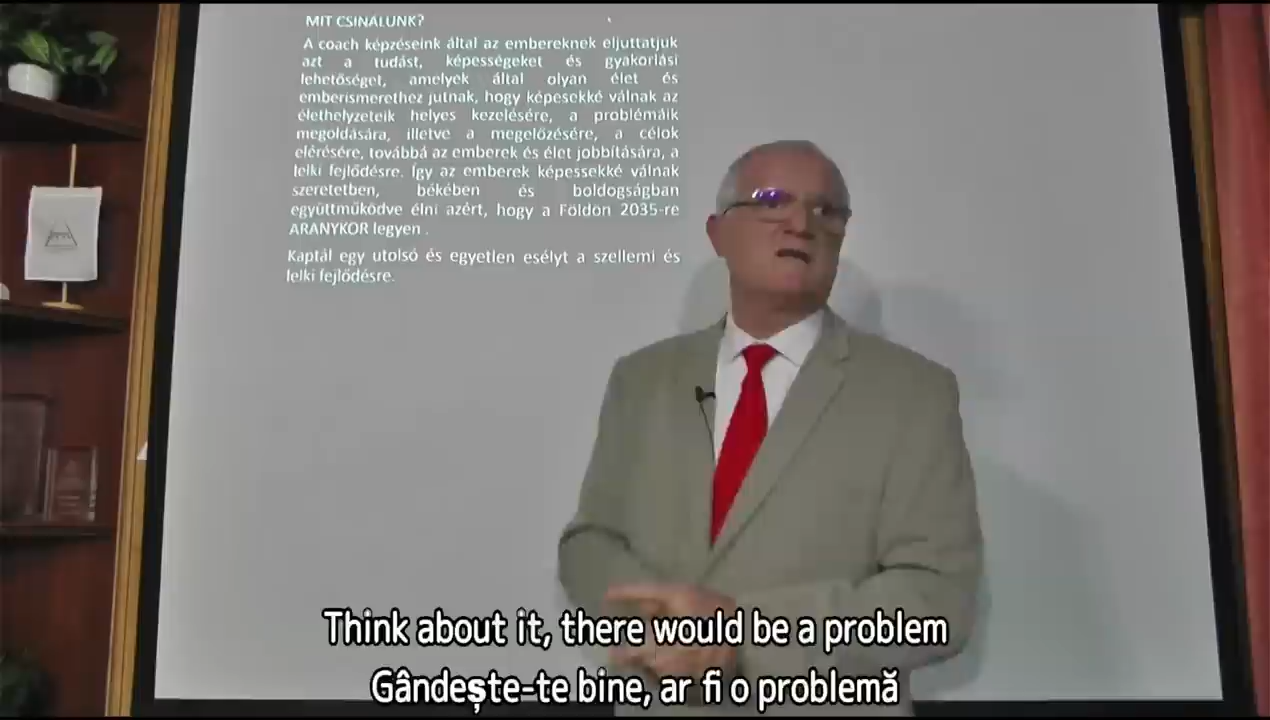 MIT CSINÁLUNK?
A coach képzéseink által az embereknek eljuttatjuk
azt a tudást, képességeket és gyakorlási
lehetőséget, amelyek által olyan élet és
emberismerethez jutnak, hogy képesekké válnak az
élethelyzeteik helyes kezelésére, a problémáik
megoldására, illetve a megelőzésére, a célok
elérésére, továbbá az emberek és élet jobbítására, a
lelki fejlődésre. Így az emberek képessekké válnak
szeretetben, békében és boldogságban
együttműködve élni azért, hogy a Földön 2035-re
ARANYKOR legyen .
Kaptál egy utolsó és egyetlen esélyt a szellemi és
lelki fejlődésre.
Think about it, there would be a problem
Gândește-te bine, ar fi o problemă